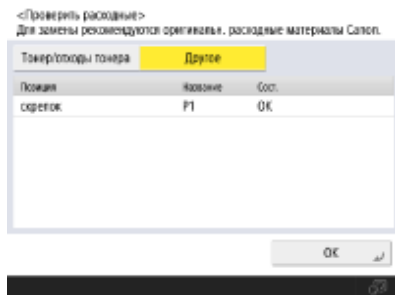 <Проверить расходные>
Для замены рекомендуются оригинальн. расходные материалы Canon.
Тонер/отходы тонера
Другое
Позиция Название Сост.
скрепок P1 OK
OK